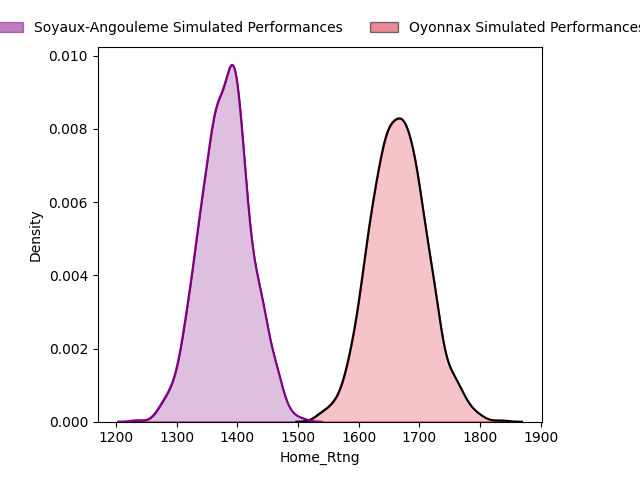 Soyaux-Angouleme Simulated Performances Oyonnax Simulated Performances
0.010
0.008
0.006
0.004
0.002
0.000
Density
1200 1300 1400 1500 1600 1700 1800 1900
Home_Rtng